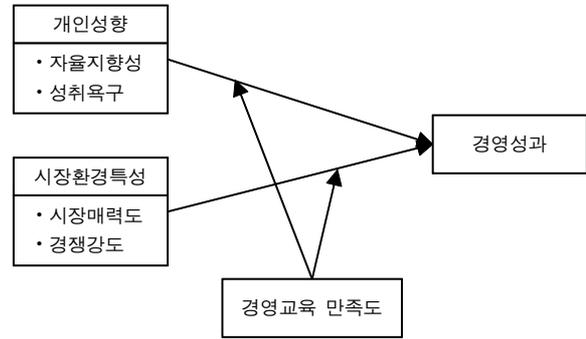 개인성향
• 자율지향성
• 성취욕구
경영성과
시장환경특성
• 시장매력도
• 경쟁강도
경영교육 만족도